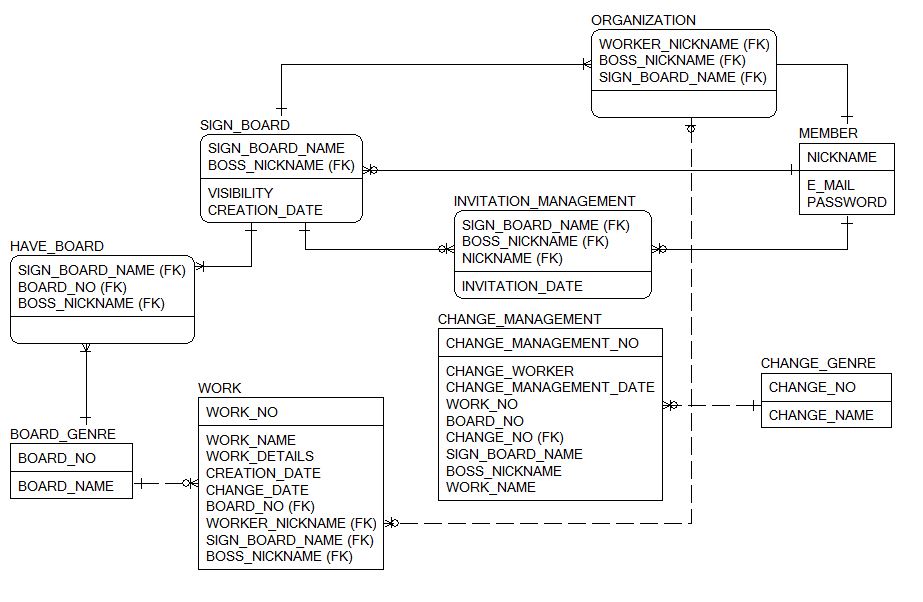 ORGANIZATION
WORKER_NICKNAME (FK)
BOSS_NICKNAME (FK)
SIGN_BOARD_NAME (FK)
SIGN_BOARD
SIGN_BOARD_NAME
BOSS_NICKNAME (FK)
VISIBILITY
CREATION_DATE
MEMBER
NICKNAME
E_MAIL
PASSWORD
INVITATION_MANAGEMENT
SIGN_BOARD_NAME (FK)
BOSS_NICKNAME (FK)
NICKNAME (FK)
INVITATION_DATE
HAVE_BOARD
SIGN_BOARD_NAME (FK)
BOARD_NO (FK)
BOSS_NICKNAME (FK)
CHANGE_MANAGEMENT
CHANGE_MANAGEMENT_NO
CHANGE_WORKER
CHANGE_MANAGEMENT_DATE
WORK_NO
BOARD_NO
CHANGE_NO (FK)
SIGN_BOARD_NAME
BOSS_NICKNAME
WORK_NAME
CHANGE_GENRE
CHANGE_NO
CHANGE_NAME
WORK
WORK_NO
WORK_NAME
WORK_DETAILS
CREATION_DATE
CHANGE_DATE
BOARD_NO (FK)
WORKER_NICKNAME (FK)
SIGN_BOARD_NAME (FK)
BOSS_NICKNAME (FK)
BOARD_GENRE
BOARD_NO
BOARD_NAME